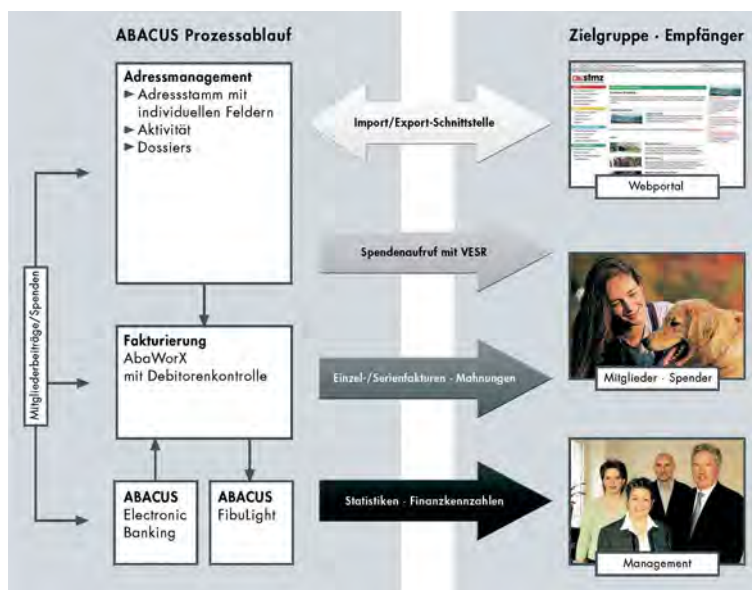 ABACUS Prozessablauf
Zielgruppe · Empfänger
Adressmanagement
► Adressstamm mit
individuellen Feldern
► Aktivität
► Dossiers
Import/Export-Schnittstelle
stmz
Webportal
Spendenaufruf mit VESR
Mitgliederbeiträge/Spenden
Fakturierung
AbaWorX
mit Debitorenkontrolle
Einzel-/Serienfakturen · Mahnungen
Mitglieder · Spender
ABACUS
Electronic
Banking
ABACUS
FibuLight
Statistiken · Finanzkennzahlen
Management